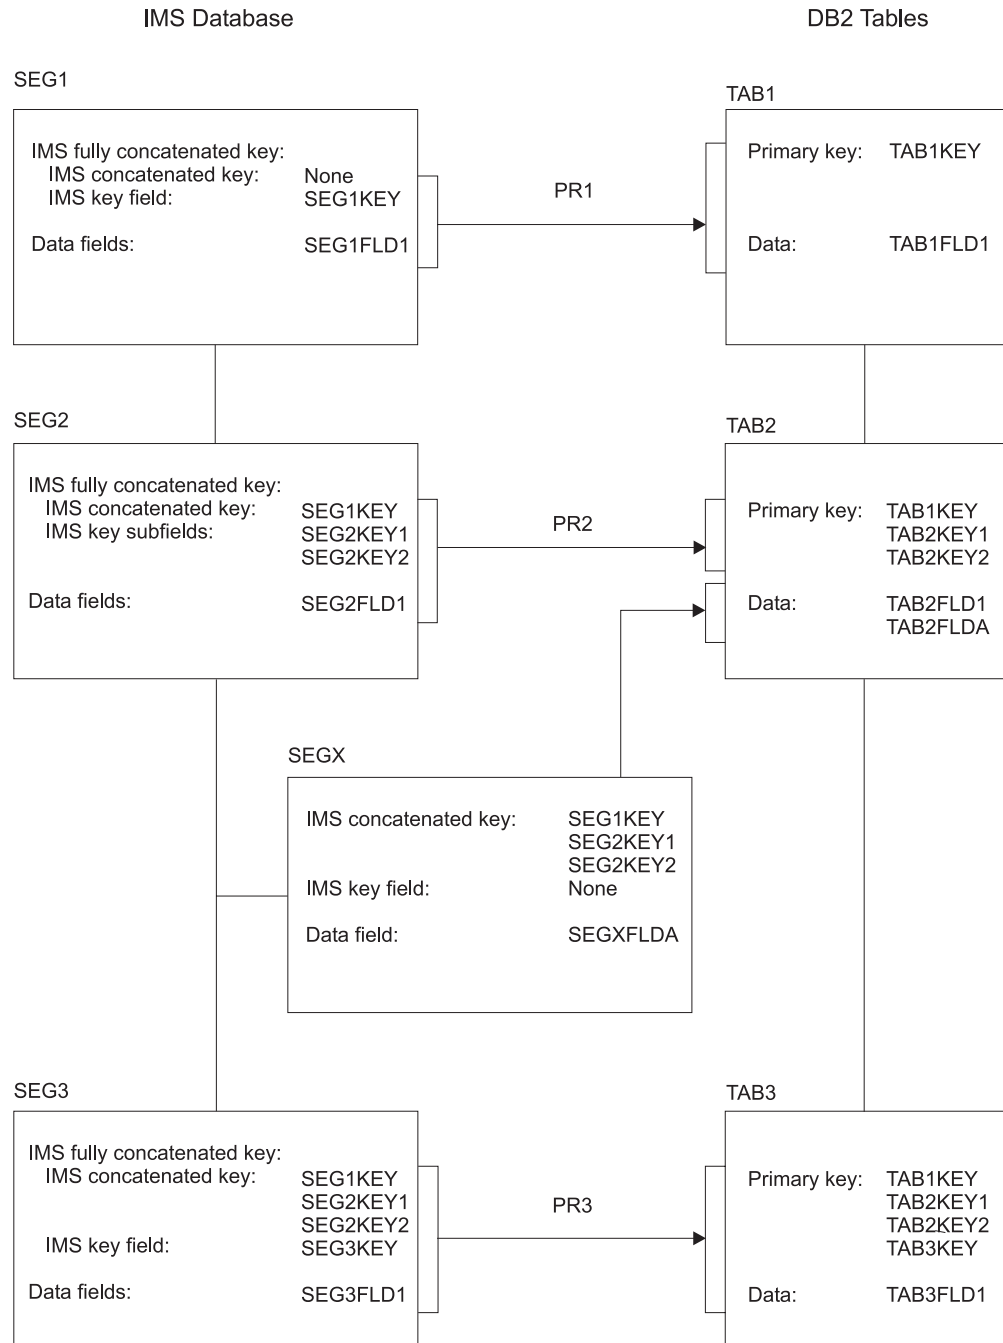 IMS Database
DB2 Tables
SEG1
TAB1
IMS fully concatenated key:
IMS concatenated key: None
IMS key field: SEG1KEY
Data fields: SEG1FLD1
PR1
Primary key: TAB1KEY
Data: TAB1FLD1
SEG2
TAB2
IMS fully concatenated key:
IMS concatenated key: SEG1KEY
IMS key subfields: SEG2KEY1
SEG2KEY2
Data fields: SEG2FLD1
PR2
Primary key: TAB1KEY
TAB2KEY1
TAB2KEY2
Data: TAB2FLD1
TAB2FLDA
SEGX
IMS concatenated key: SEG1KEY
SEG2KEY1
SEG2KEY2
IMS key field: None
Data field: SEGXFLDA
SEG3
TAB3
IMS fully concatenated key:
IMS concatenated key: SEG1KEY
SEG2KEY1
SEG2KEY2
IMS key field: SEG3KEY
Data fields: SEG3FLD1
PR3
Primary key: TAB1KEY
TAB2KEY1
TAB2KEY2
TAB3KEY
Data: TAB3FLD1